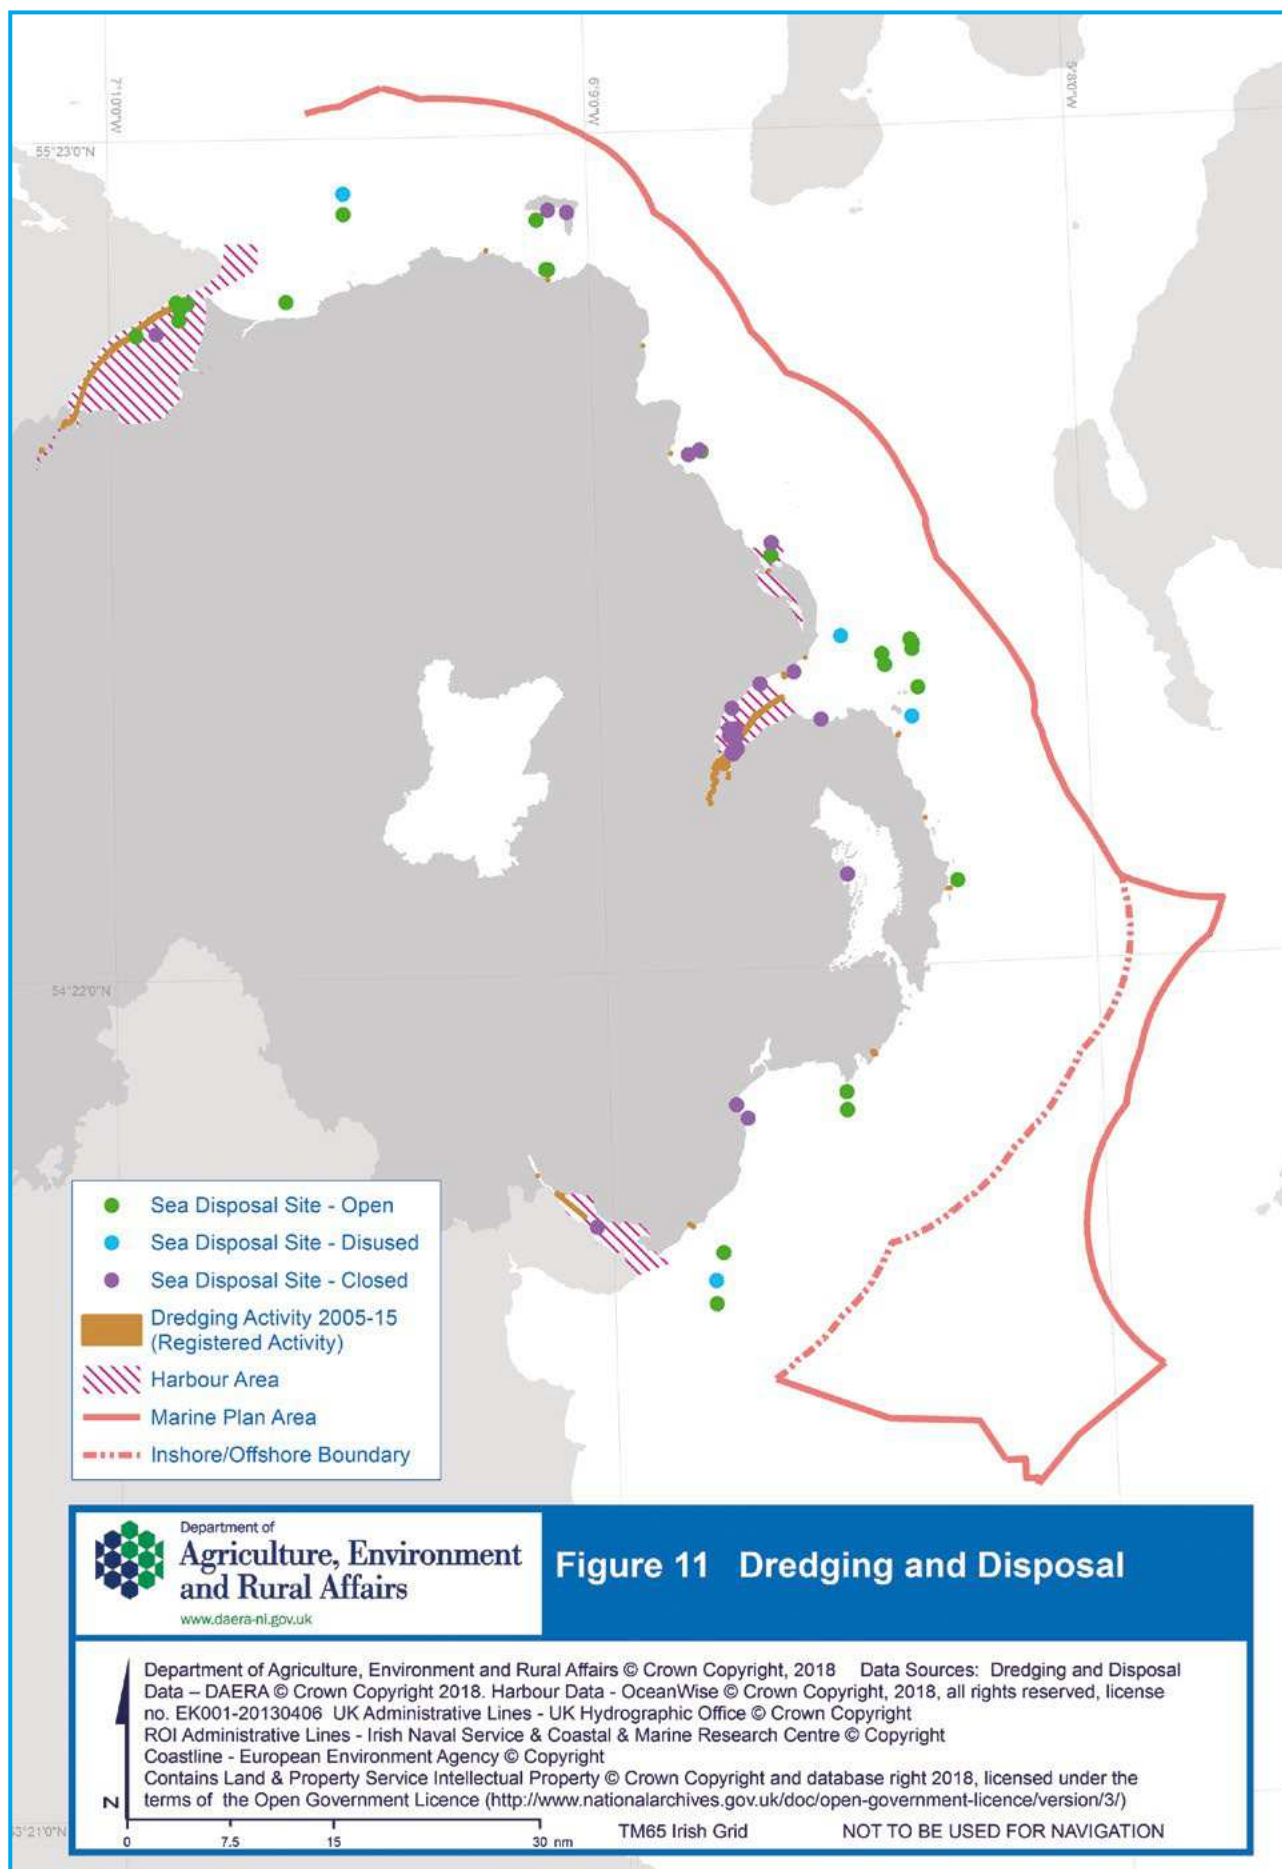 7°10'0"W
6°9'0"W
5°8'0"W
55°23'0"N
54°22'0"N
Sea Disposal Site - Open
Sea Disposal Site - Disused
Sea Disposal Site - Closed
Dredging Activity 2005-15
(Registered Activity)
Harbour Area
Marine Plan Area
Inshore/Offshore Boundary
Department of
Agriculture, Environment
and Rural Affairs
www.daera-ni.gov.uk
Figure 11 Dredging and Disposal
Department of Agriculture, Environment and Rural Affairs © Crown Copyright, 2018 Data Sources: Dredging and Disposal
Data – DAERA © Crown Copyright 2018. Harbour Data - OceanWise © Crown Copyright, 2018, all rights reserved, license
no. EK001-20130406 UK Administrative Lines - UK Hydrographic Office © Crown Copyright
ROI Administrative Lines - Irish Naval Service & Coastal & Marine Research Centre © Copyright
Coastline - European Environment Agency © Copyright
Contains Land & Property Service Intellectual Property © Crown Copyright and database right 2018, licensed under the
terms of the Open Government Licence (http://www.nationalarchives.gov.uk/doc/open-government-licence/version/3/)
N
3°21'0"N
0 7.5 15 30 nm
TM65 Irish Grid NOT TO BE USED FOR NAVIGATION